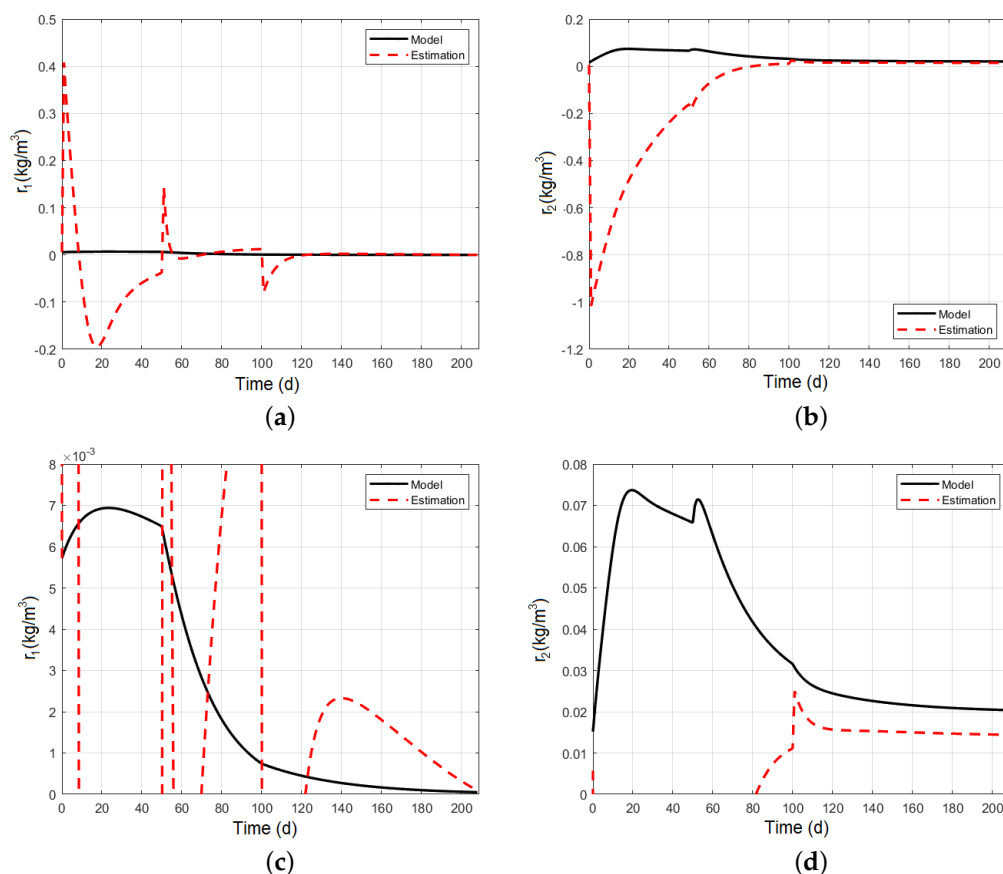 0.5
0.4
0.3
0.2
0.1
0
-0.1
-0.2
r₁(kg/m³)
Model
Estimation
0 20 40 60 80 100 120 140 160 180 200
Time (d)
(a)
0.2
0
-0.2
-0.4
-0.6
-0.8
-1
-1.2
r₂(kg/m³)
Model
Estimation
0 20 40 60 80 100 120 140 160 180 200
Time (d)
(b)
×10⁻³
8
7
6
5
4
3
2
1
0
r₁(kg/m³)
Model
Estimation
0 20 40 60 80 100 120 140 160 180 200
Time (d)
(c)
0.08
0.07
0.06
0.05
0.04
0.03
0.02
0.01
0
r₂(kg/m³)
Model
Estimation
0 20 40 60 80 100 120 140 160 180 200
Time (d)
(d)